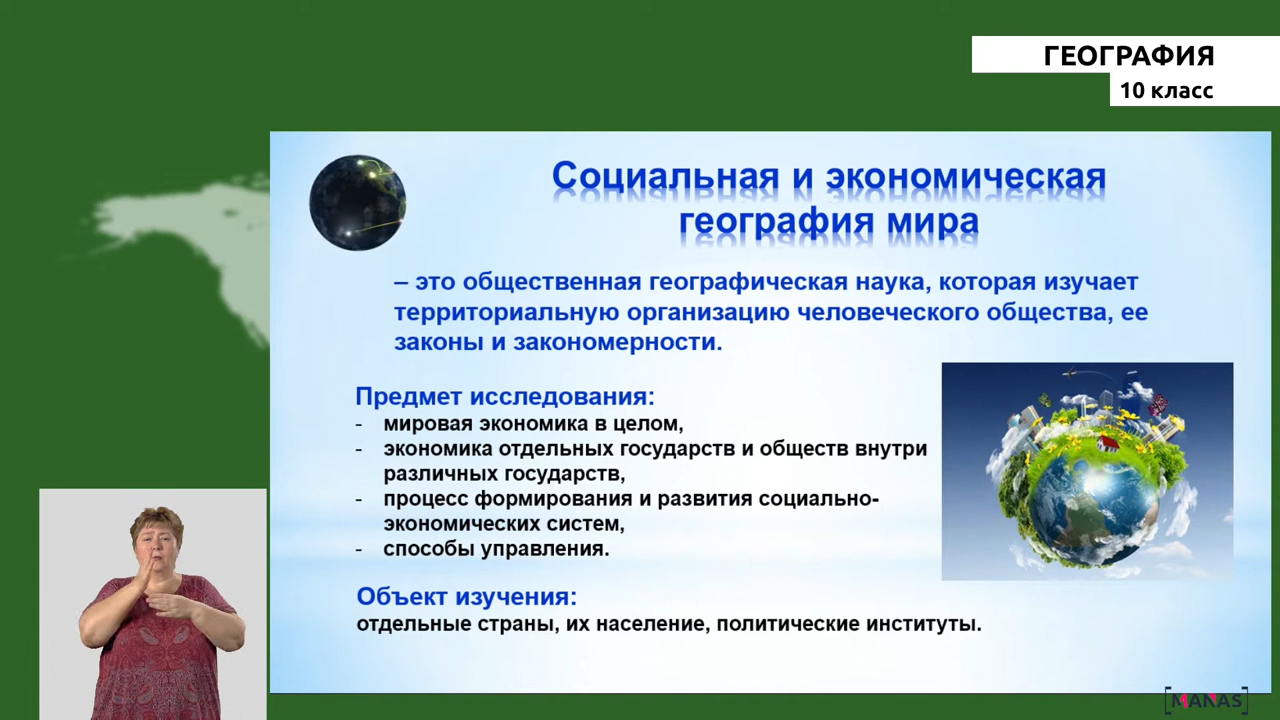 ГЕОГРАФИЯ
10 класс
Социальная и экономическая
география мира
– это общественная географическая наука, которая изучает
территориальную организацию человеческого общества, ее
законы и закономерности.
Предмет исследования:
- мировая экономика в целом,
- экономика отдельных государств и обществ внутри
различных государств,
- процесс формирования и развития социально-
экономических систем,
- способы управления.
Объект изучения:
отдельные страны, их население, политические институты.
[MANAS]